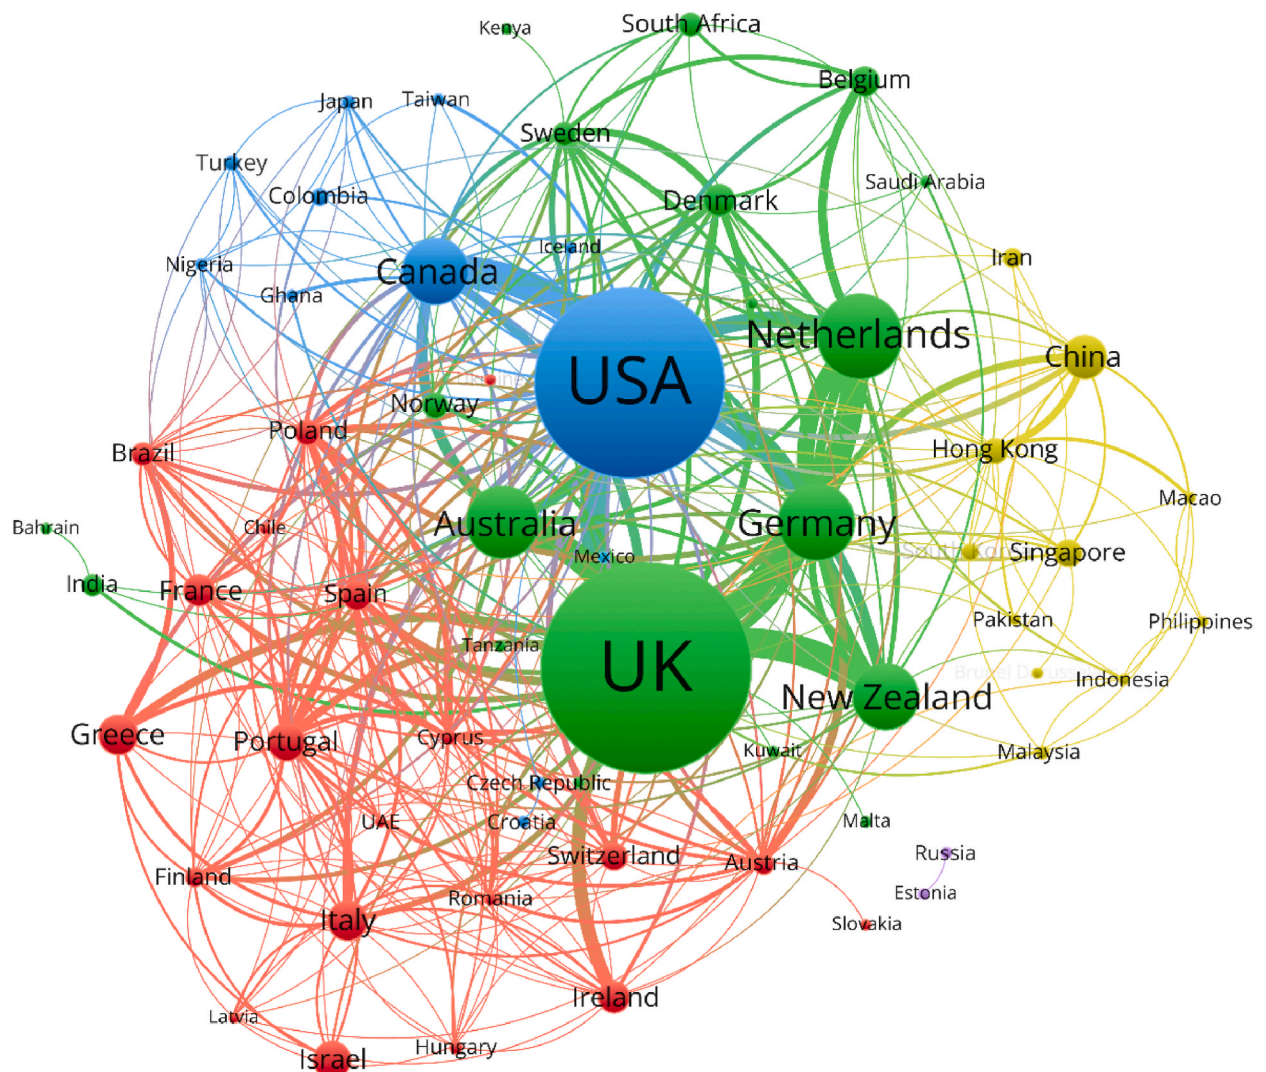 Kenya
South Africa
Belgium
Japan
Taiwan
Sweden
Turkey
Colombia
Denmark
Saudi Arabia
Iceland
Iran
Nigeria
Canada
Ghana
Netherlands
China
USA
Norway
Poland
Brazil
Hong Kong
Macao
Bahrain
Chile
Australia
Germany
Mexico
Singapore
India
France
Spain
Pakistan
Philippines
Tanzania
UK
Indonesia
New Zealand
Greece
Portugal
Cyprus
Kuwait
Malaysia
Czech Republic
UAE
Croatia
Malta
Switzerland
Austria
Russia
Finland
Romania
Estonia
Italy
Slovakia
Ireland
Latvia
Hungary
Israel